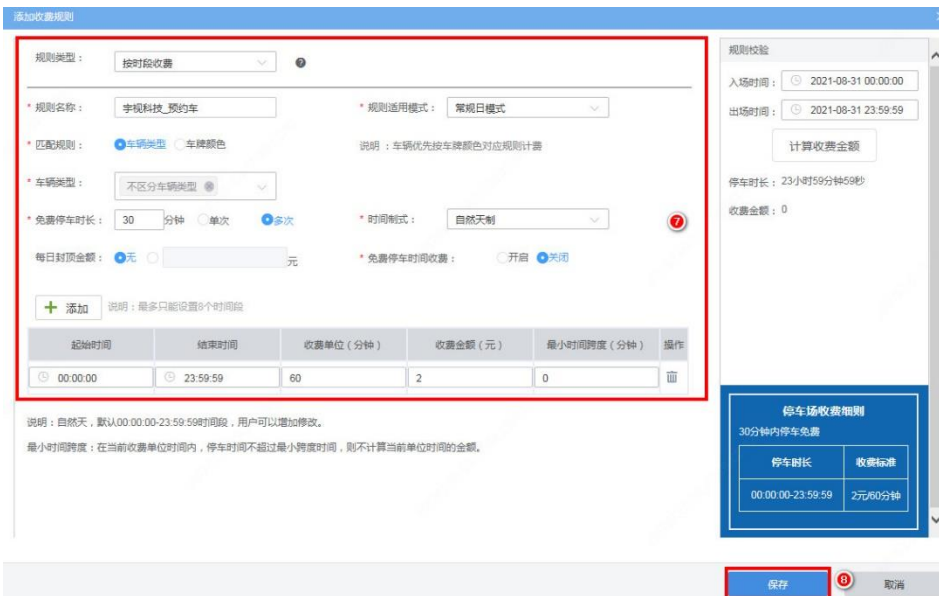 添加收费规则
规则类型： 按时段收费
* 规则名称： 宇视科技_预约车 * 规则适用模式： 常规日模式
* 匹配规则： 车辆类型 车牌颜色 说明：车辆优先按车牌颜色对应规则计费
* 车辆类型： 不区分车辆类型
* 免费停车时长： 30 分钟 单次 多次 * 时间制式： 自然天制 7
每日封顶金额： 无 元 * 免费停车时间收费： 开启 关闭
添加 说明：最多只能设置8个时间段
起始时间 结束时间 收费单位（分钟） 收费金额（元） 最小时间跨度（分钟） 操作
00:00:00 23:59:59 60 2 0
说明：自然天，默认00:00:00-23:59:59时间段，用户可以增加修改。
最小时间跨度：在当前收费单位时间内，停车时间不超过最小跨度时间，则不计算当前单位时间的金额。
规则校验
入场时间： 2021-08-31 00:00:00
出场时间： 2021-08-31 23:59:59
计算收费金额
停车时长：23小时59分钟59秒
收费金额：0
停车场收费细则
30分钟内停车免费
停车时长 收费标准
00:00:00-23:59:59 2元/60分钟
保存 8 取消